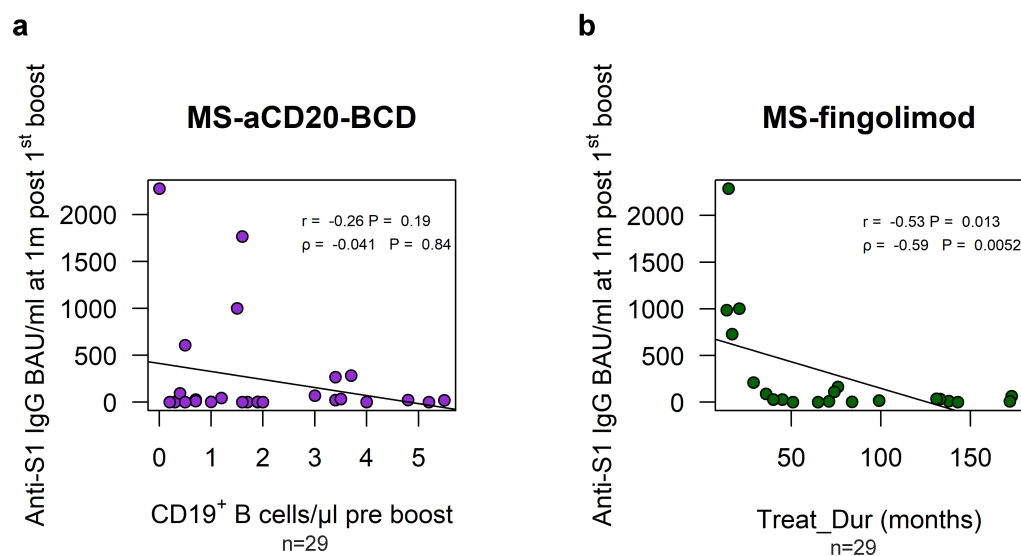 a
MS-aCD20-BCD
Anti-S1 IgG BAU/ml at 1m post 1st boost
r = -0.26 P = 0.19
ρ = -0.041 P = 0.84
2000
1500
1000
500
0
0 1 2 3 4 5
CD19+ B cells/µl pre boost
n=29
b
MS-fingolimod
Anti-S1 IgG BAU/ml at 1m post 1st boost
r = -0.53 P = 0.013
ρ = -0.59 P = 0.0052
2000
1500
1000
500
0
50 100 150
Treat_Dur (months)
n=29